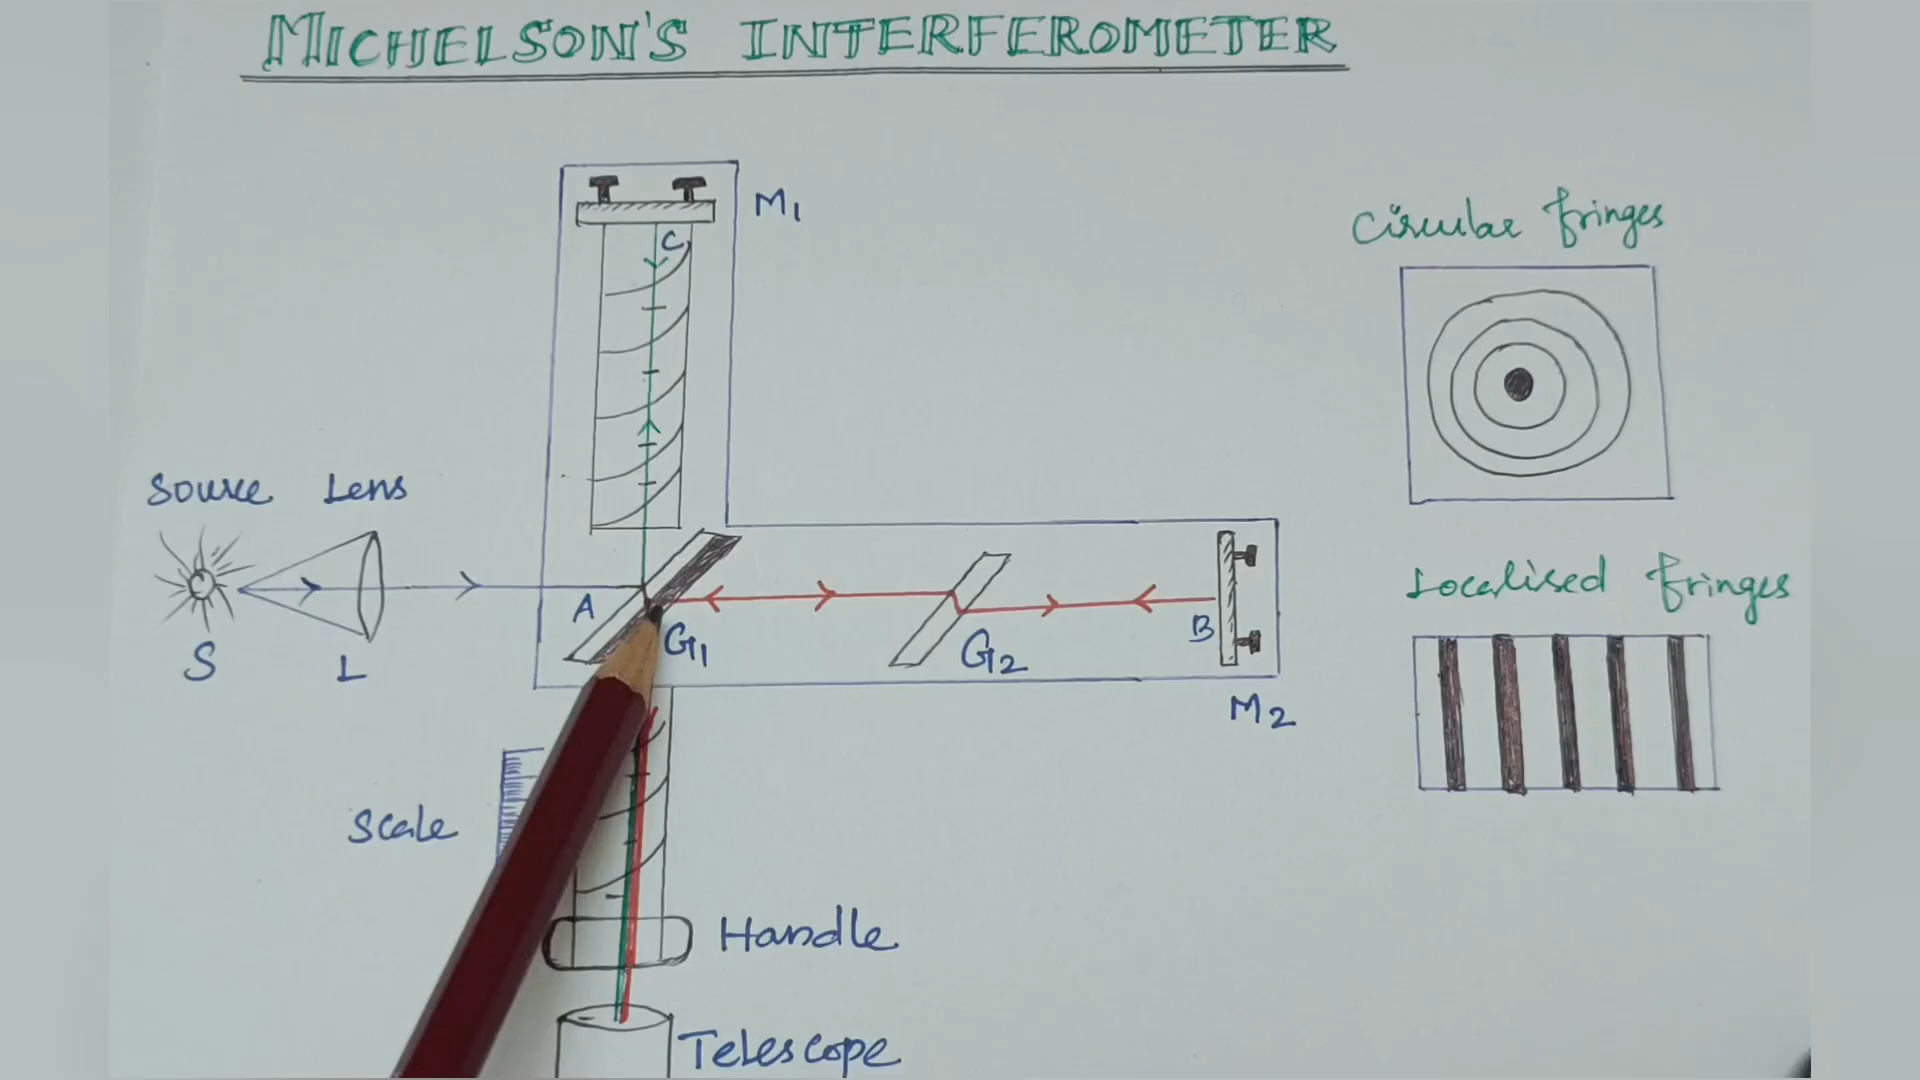 MICHELSON'S INTERFEROMETER
M1
C
Circular fringes
Source Lens
S L
A
G1
G2
B
M2
Localised fringes
Scale
Handle
Telescope